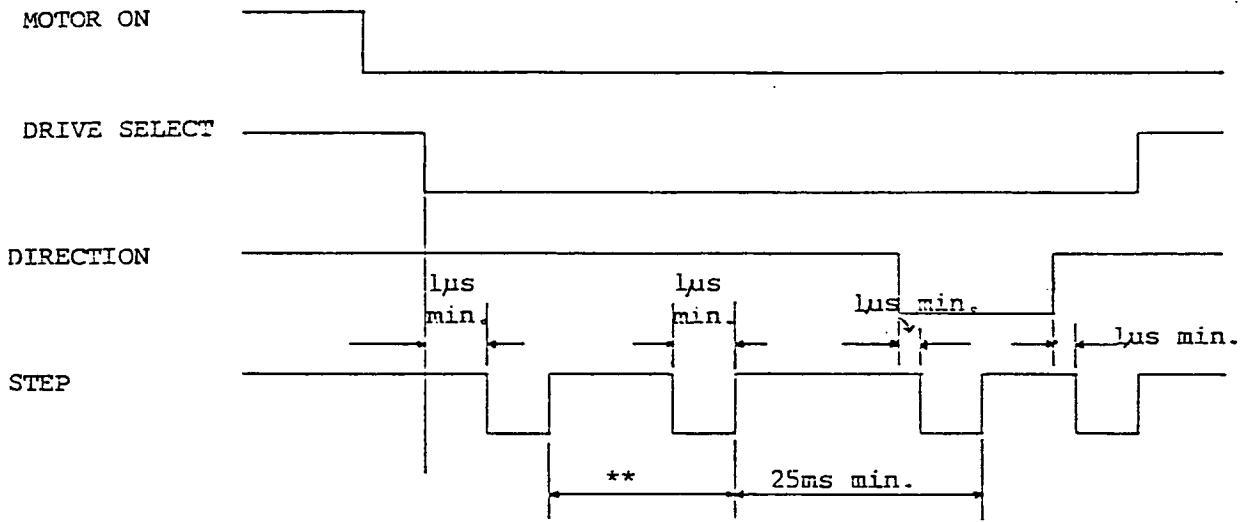 MOTOR ON
DRIVE SELECT
DIRECTION
1µs
min.
1µs
min.
1µs min.
1µs min.
STEP
**
25ms min.